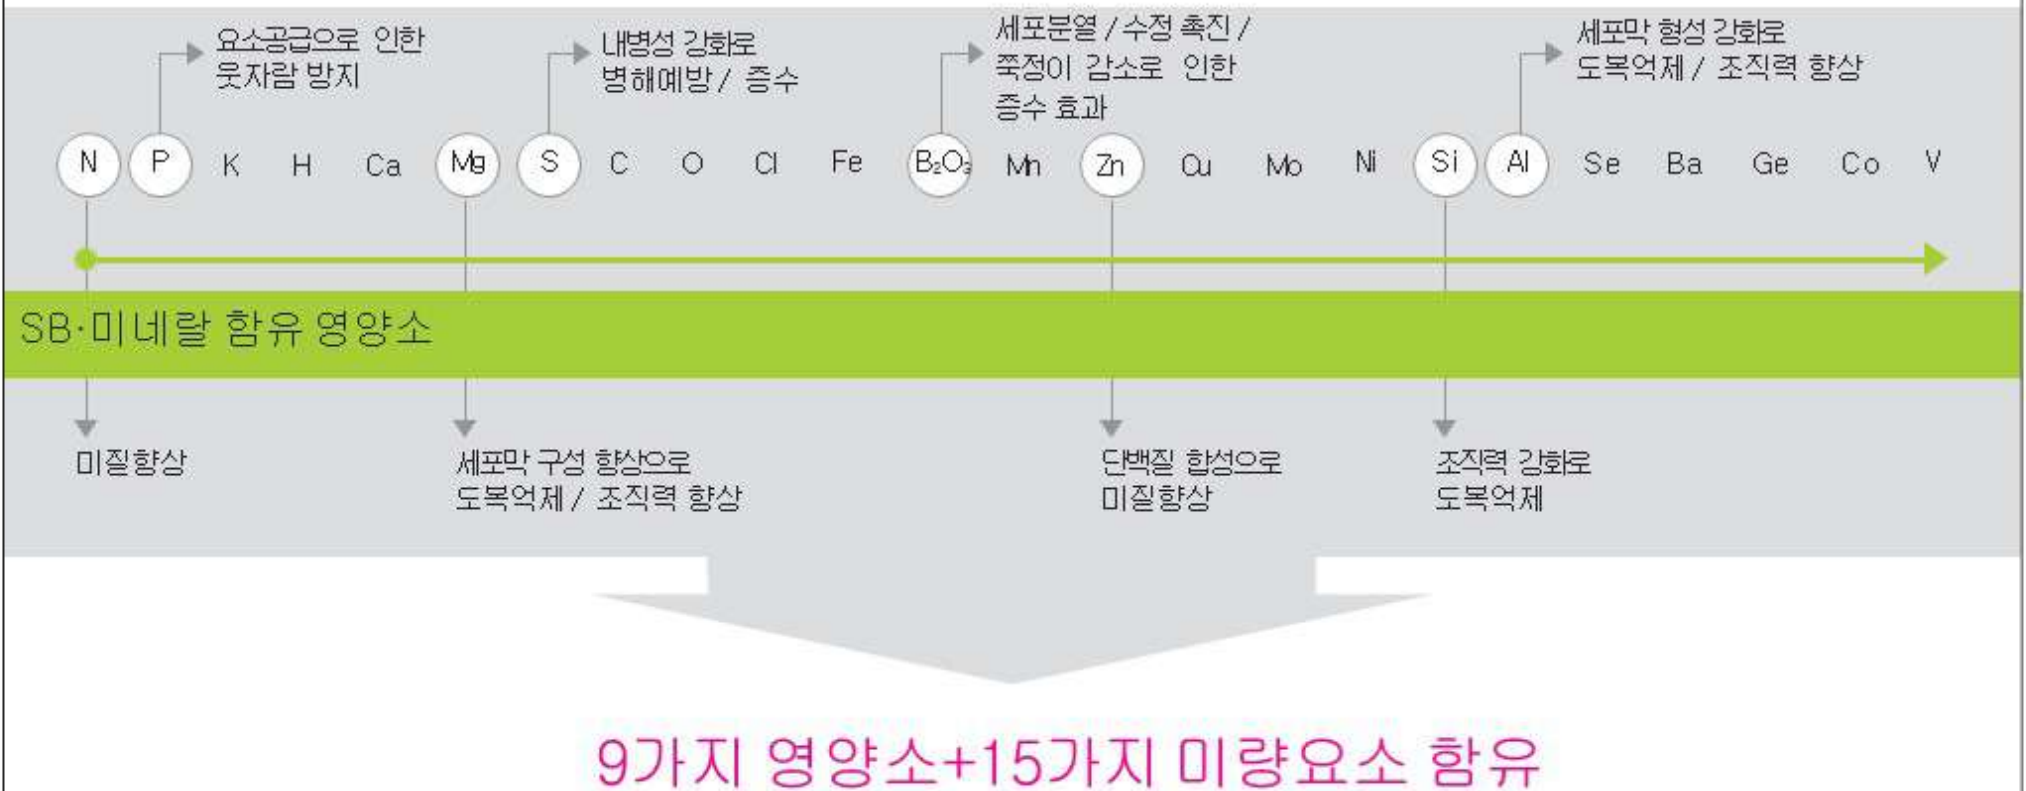 요소공급으로 인한
웃자람 방지
내병성 강화로
병해예방 / 증수
세포분열 / 수정 촉진 /
쭉정이 감소로 인한
증수 효과
세포막 형성 강화로
도복억제 / 조직력 향상
N P K H Ca Mg S C O Cl Fe B₂O₃ Mn Zn Cu Mo Ni Si Al Se Ba Ge Co V
SB·미네랄 함유 영양소
미질향상
세포막 구성 향상으로
도복억제 / 조직력 향상
단백질 합성으로
미질향상
조직력 강화로
도복억제
9가지 영양소+15가지 미량요소 함유